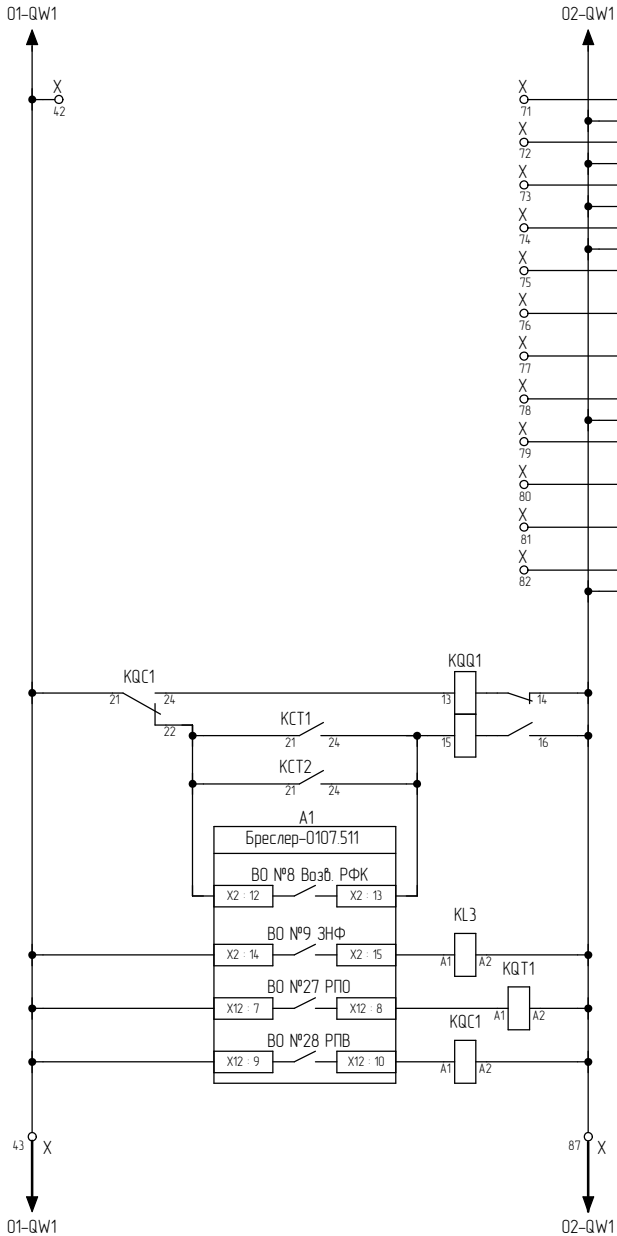 01-QW1 02-QW1
X
42
X
71
X
72
X
73
X
74
X
75
X
76
X
77
X
78
X
79
X
80
X
81
X
82
KQC1 KQQ1
21 24 13 14
22
KCT1
21 24 15 16
KCT2
21 24
A1
Бреслер-0107.511
ВО №8 Возв. РФК
X2 : 12 X2 : 13
ВО №9 ЗНФ KL3
X2 : 14 X2 : 15 A1 A2
ВО №27 РПО KQT1
X12 : 7 X12 : 8 A1 A2
ВО №28 РПВ KQC1
X12 : 9 X12 : 10 A1 A2
43 X 87 X
01-QW1 02-QW1